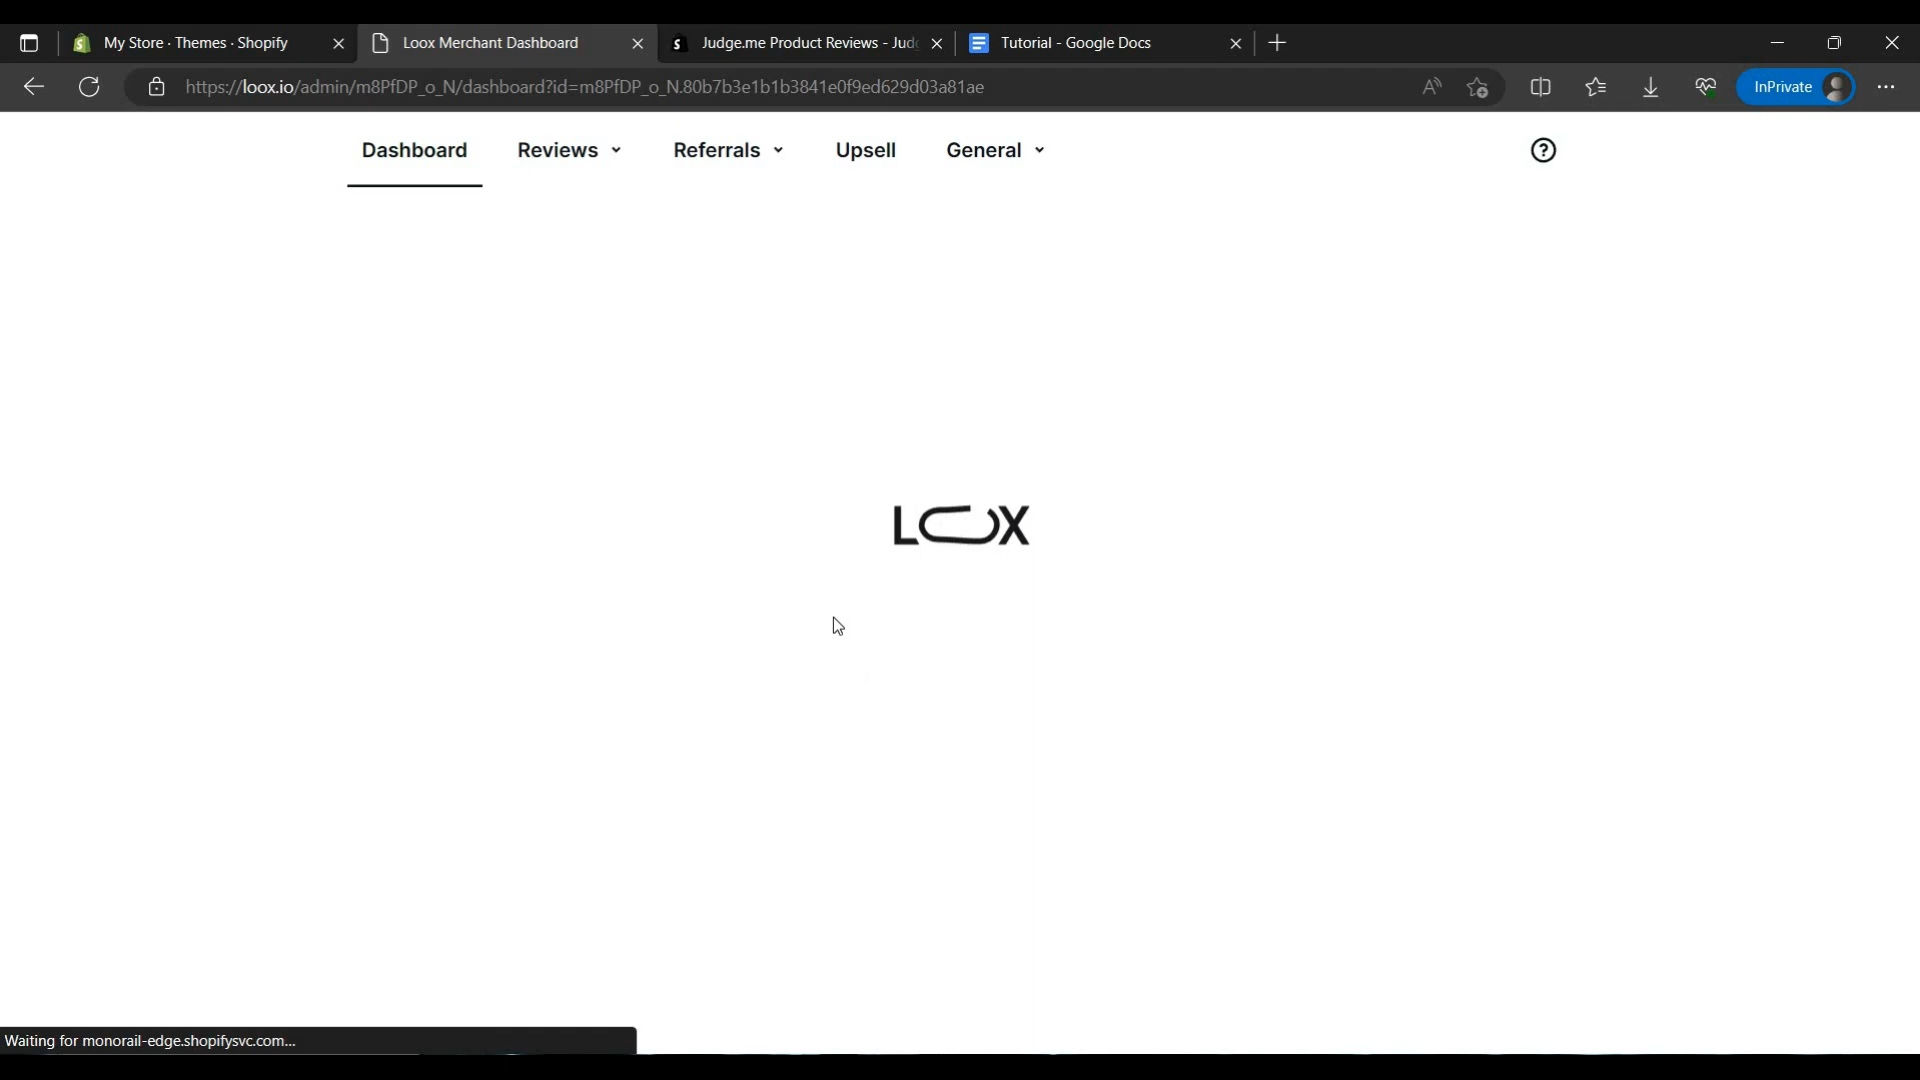 My Store · Themes · Shopify
Loox Merchant Dashboard
Judge.me Product Reviews - Jud
Tutorial - Google Docs
https://loox.io/admin/m8PfDP_o_N/dashboard?id=m8PfDP_o_N.80b7b3e1b1b3841e0f9ed629d03a81ae
InPrivate
Dashboard
Reviews
Referrals
Upsell
General
LOOX
Waiting for monorail-edge.shopifysvc.com...